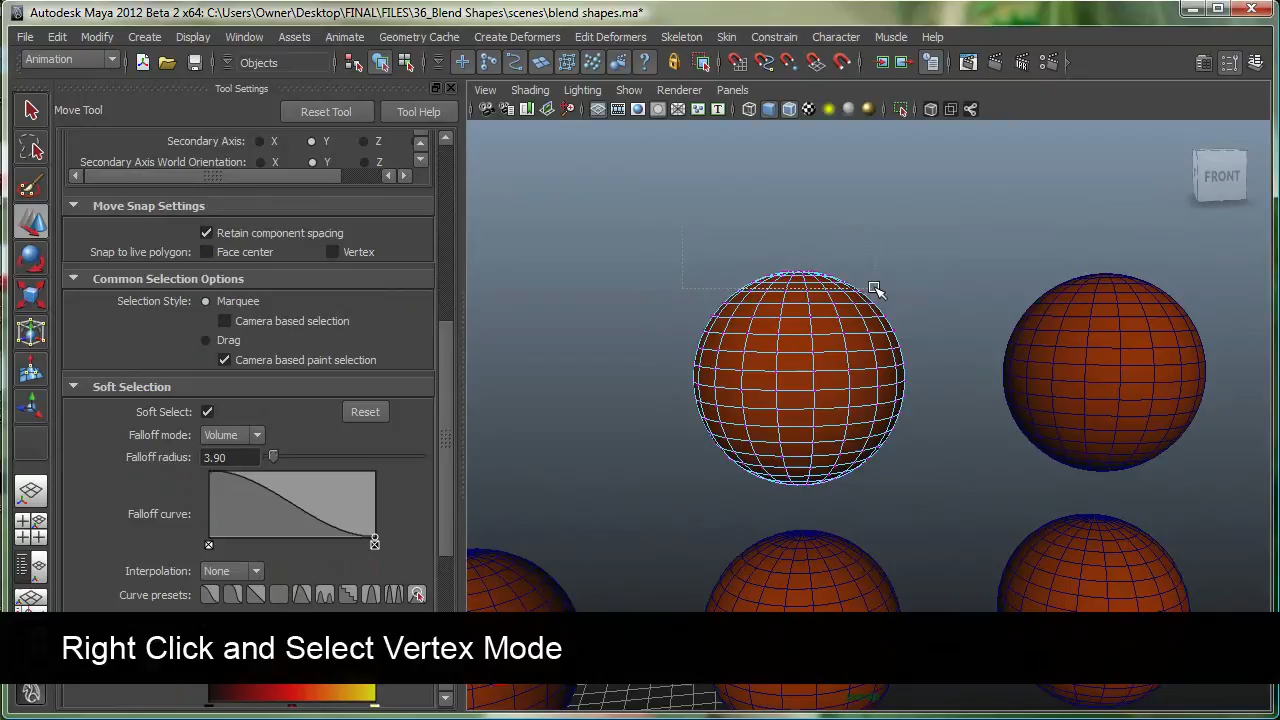 Autodesk Maya 2012 Beta 2 x64: C:\Users\Owner\Desktop\FINAL\FILES\36_Blend Shapes\scenes\blend shapes.ma*
File Edit Modify Create Display Window Assets Animate Geometry Cache Create Deformers Edit Deformers Skeleton Skin Constrain Character Muscle Help
Animation Objects
Tool Settings
View Shading Lighting Show Renderer Panels
Move Tool Reset Tool Tool Help
Secondary Axis: X Y Z
Secondary Axis World Orientation: X Y Z
FRONT
Move Snap Settings
Retain component spacing
Snap to live polygon: Face center Vertex
Common Selection Options
Selection Style: Marquee
Camera based selection
Drag
Camera based paint selection
Soft Selection
Soft Select: Reset
Falloff mode: Volume
Falloff radius: 3.90
Falloff curve:
Interpolation: None
Curve presets:
Right Click and Select Vertex Mode